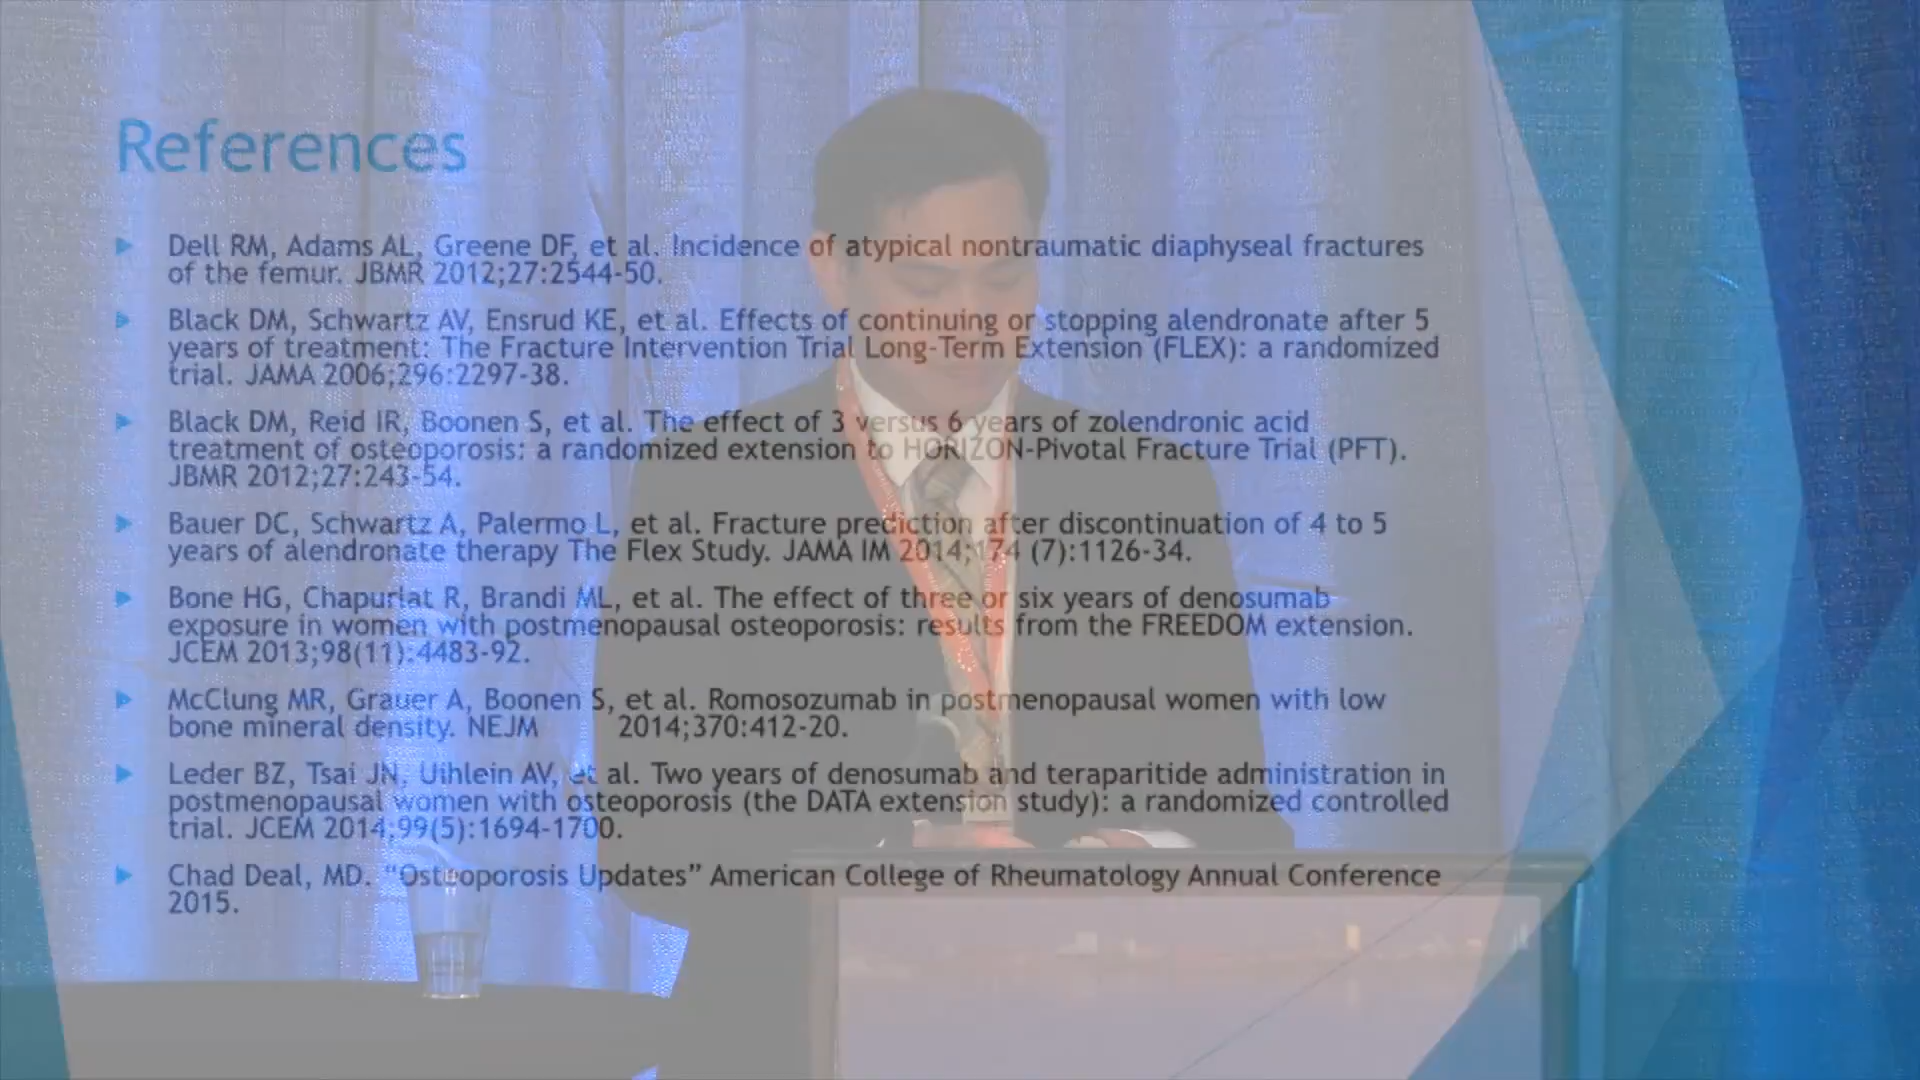 References
Dell RM, Adams AL, Greene DF, et al. Incidence of atypical nontraumatic diaphyseal fractures
of the femur. JBMR 2012;27:2544-50.
Black DM, Schwartz AV, Ensrud KE, et al. Effects of continuing or stopping alendronate after 5
years of treatment: The Fracture Intervention Trial Long-Term Extension (FLEX): a randomized
trial. JAMA 2006;296:2297-38.
Black DM, Reid IR, Boonen S, et al. The effect of 3 versus 6 years of zolendronic acid
treatment of osteoporosis: a randomized extension to HORIZON-Pivotal Fracture Trial (PFT).
JBMR 2012;27:243-54.
Bauer DC, Schwartz A, Palermo L, et al. Fracture prediction after discontinuation of 4 to 5
years of alendronate therapy The Flex Study. JAMA IM 2014;174 (7):1126-34.
Bone HG, Chapurlat R, Brandi ML, et al. The effect of three or six years of denosumab
exposure in women with postmenopausal osteoporosis: results from the FREEDOM extension.
JCEM 2013;98(11):4483-92.
McClung MR, Grauer A, Boonen S, et al. Romosozumab in postmenopausal women with low
bone mineral density. NEJM 2014;370:412-20.
Leder BZ, Tsai JN, Uihlein AV, et al. Two years of denosumab and teraparitide administration in
postmenopausal women with osteoporosis (the DATA extension study): a randomized controlled
trial. JCEM 2014;99(5):1694-1700.
Chad Deal, MD. "Osteoporosis Updates" American College of Rheumatology Annual Conference
2015.